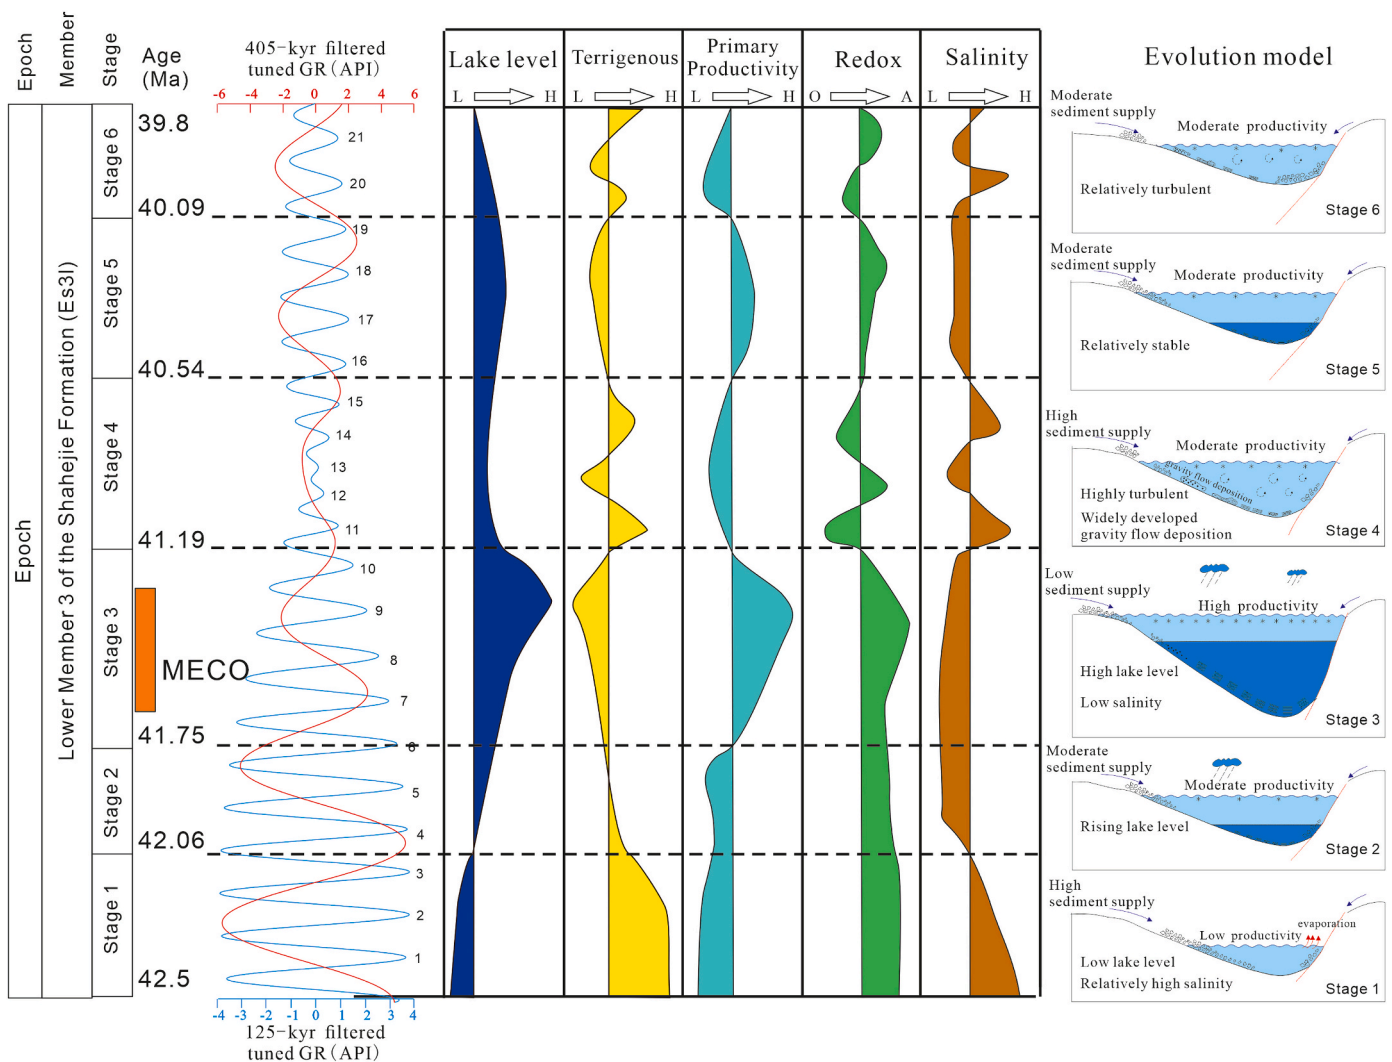 Epoch
Member
Stage
Age
(Ma)
405-kyr filtered
tuned GR (API)
-6 -4 -2 0 2 4 6
Lake level
L H
Terrigenous
L H
Primary
Productivity
L H
Redox
O A
Salinity
L H
Evolution model
Epoch
Lower Member 3 of the Shahejie Formation (Es3l)
Stage 6
Stage 5
Stage 4
Stage 3
Stage 2
Stage 1
39.8
40.09
40.54
41.19
41.75
42.06
42.5
MECO
21
20
19
18
17
16
15
14
13
12
11
10
9
8
7
6
5
4
3
2
1
-4 -3 -2 -1 0 1 2 3 4
125-kyr filtered
tuned GR (API)
Moderate
sediment supply
Moderate productivity
Relatively turbulent
Stage 6
Moderate
sediment supply
Moderate productivity
Relatively stable
Stage 5
High
sediment supply
Moderate productivity
gravity flow deposition
Highly turbulent
Widely developed
gravity flow deposition
Stage 4
Low
sediment supply
High productivity
High lake level
Low salinity
Stage 3
Moderate
sediment supply
Moderate productivity
Rising lake level
Stage 2
High
sediment supply
evaporation
Low productivity
Low lake level
Relatively high salinity
Stage 1